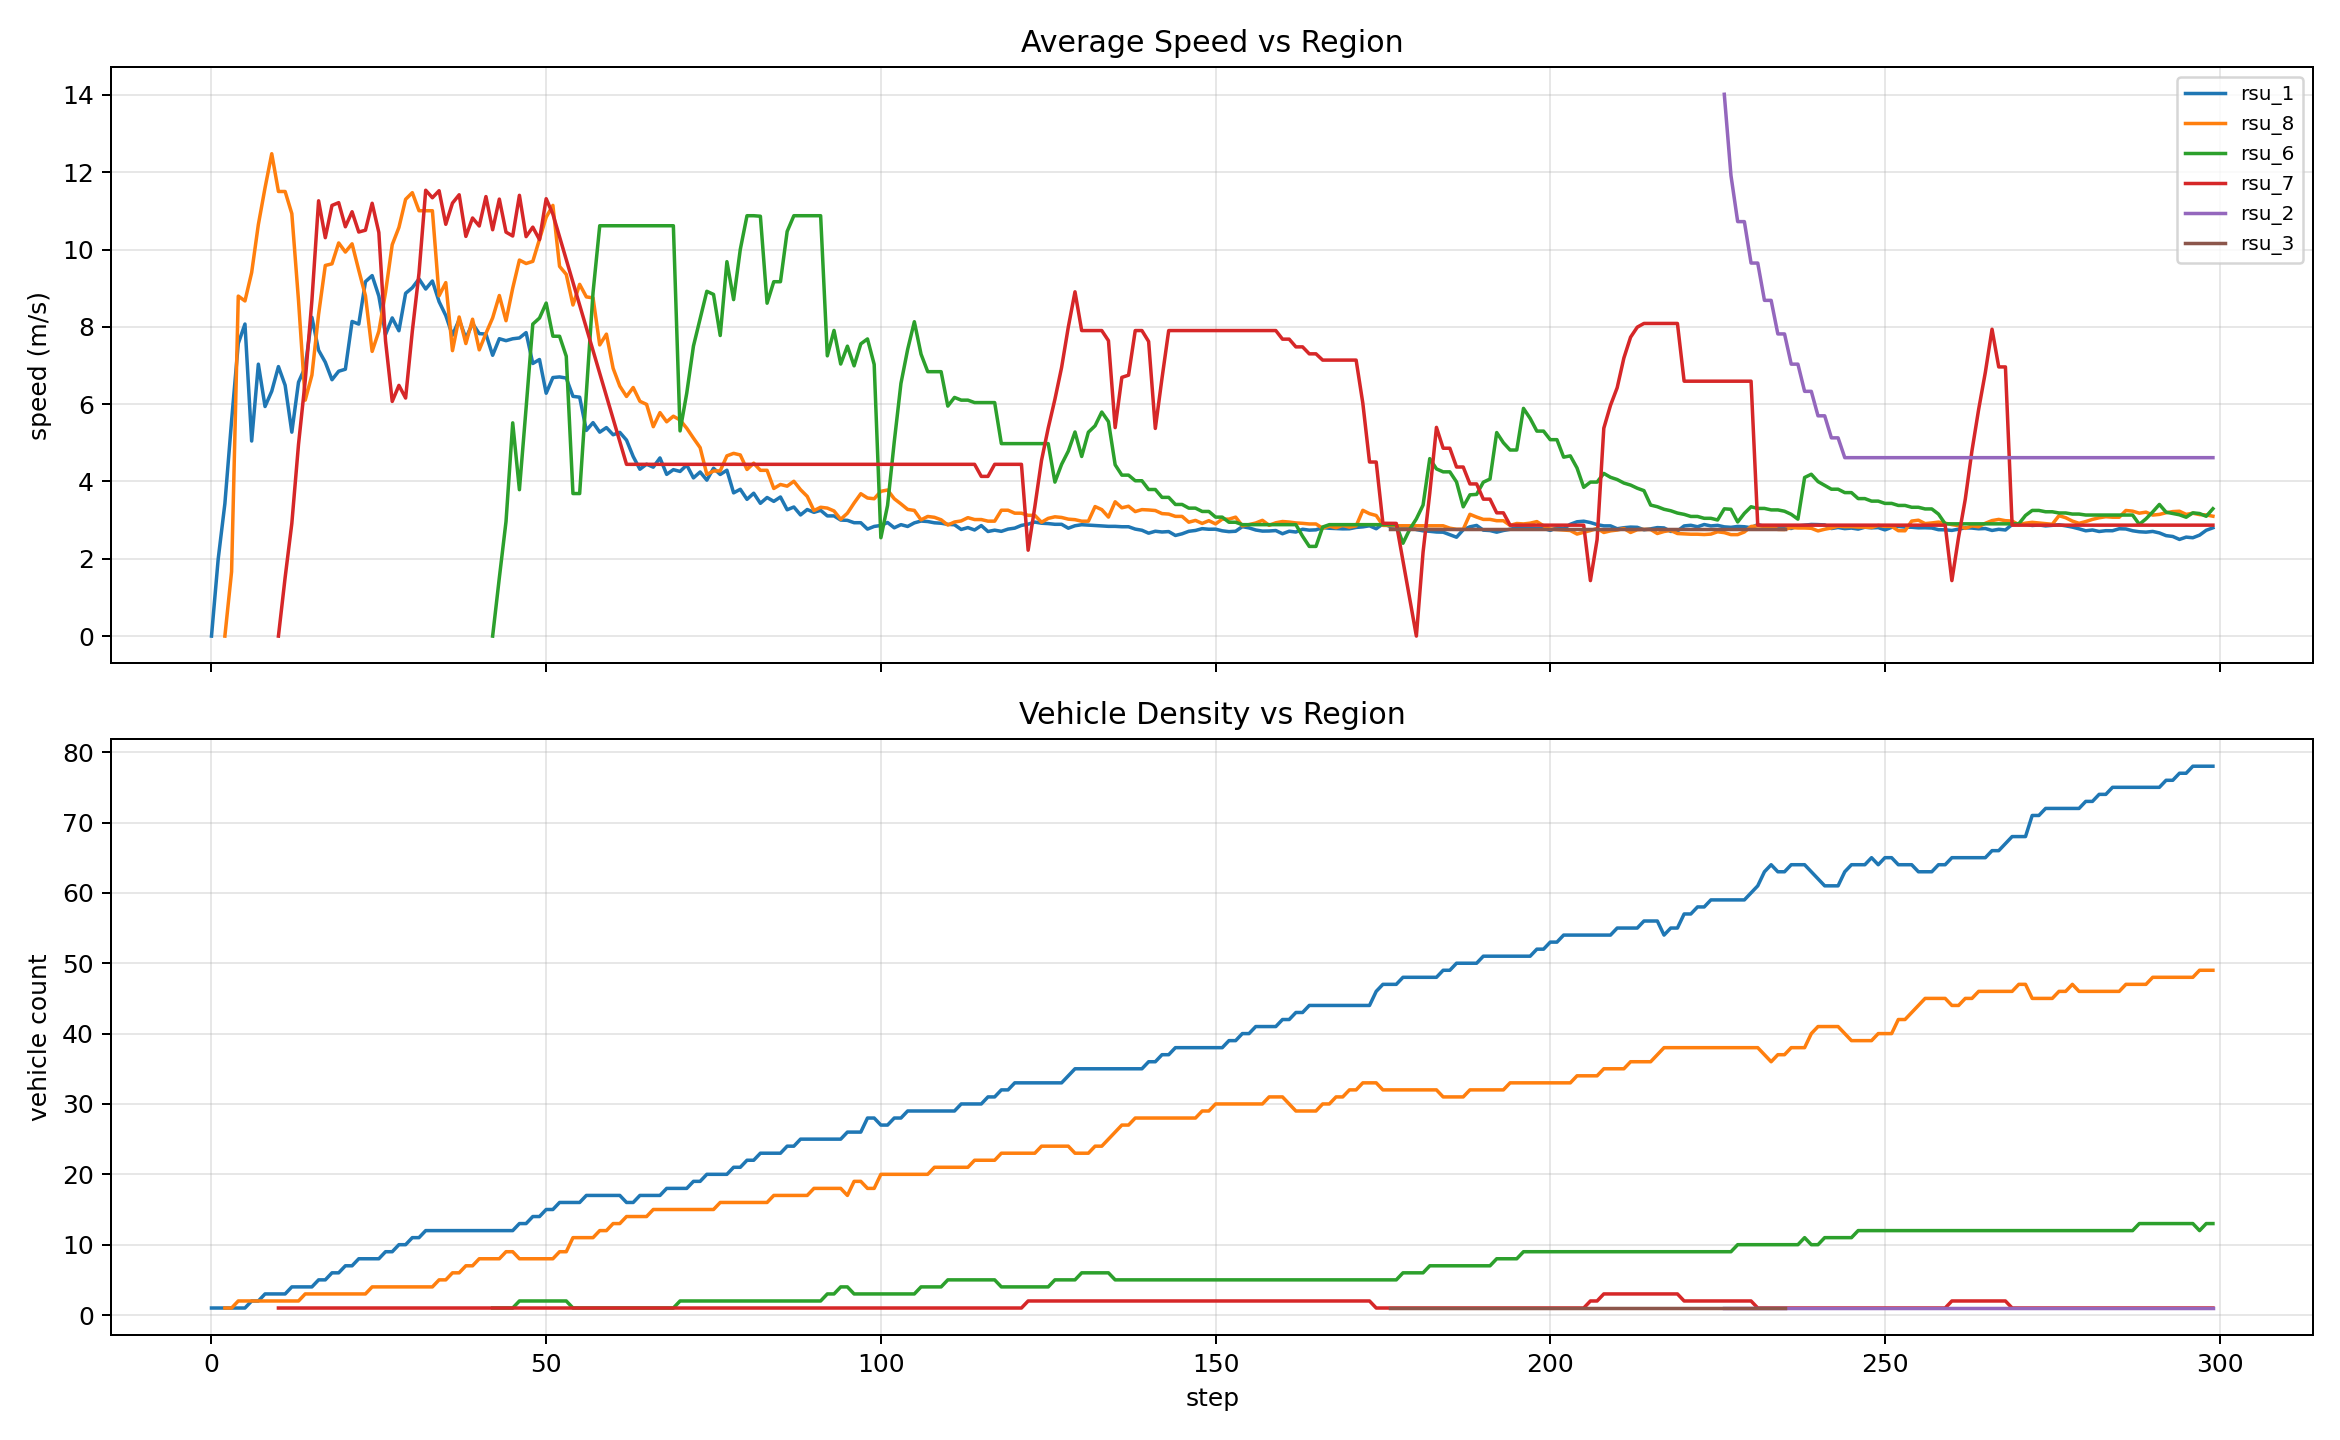 Average Speed vs Region
14
12
10
8
6
4
2
0
speed (m/s)
rsu_1
rsu_8
rsu_6
rsu_7
rsu_2
rsu_3
Vehicle Density vs Region
80
70
60
50
40
30
20
10
0
vehicle count
0 50 100 150 200 250 300
step